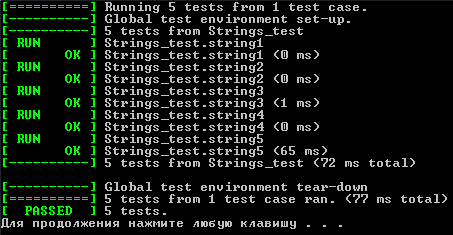 [==========] Running 5 tests from 1 test case.
[----------] Global test environment set-up.
[----------] 5 tests from Strings_test
[ RUN      ] Strings_test.string1
[       OK ] Strings_test.string1 (0 ms)
[ RUN      ] Strings_test.string2
[       OK ] Strings_test.string2 (0 ms)
[ RUN      ] Strings_test.string3
[       OK ] Strings_test.string3 (1 ms)
[ RUN      ] Strings_test.string4
[       OK ] Strings_test.string4 (0 ms)
[ RUN      ] Strings_test.string5
[       OK ] Strings_test.string5 (65 ms)
[----------] 5 tests from Strings_test (72 ms total)
[----------] Global test environment tear-down
[==========] 5 tests from 1 test case ran. (77 ms total)
[  PASSED  ] 5 tests.
Для продолжения нажмите любую клавишу . . .